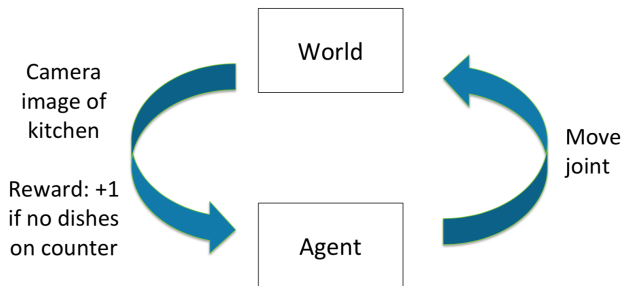 World
Camera
image of
kitchen
Reward: +1
if no dishes
on counter
Move
joint
Agent